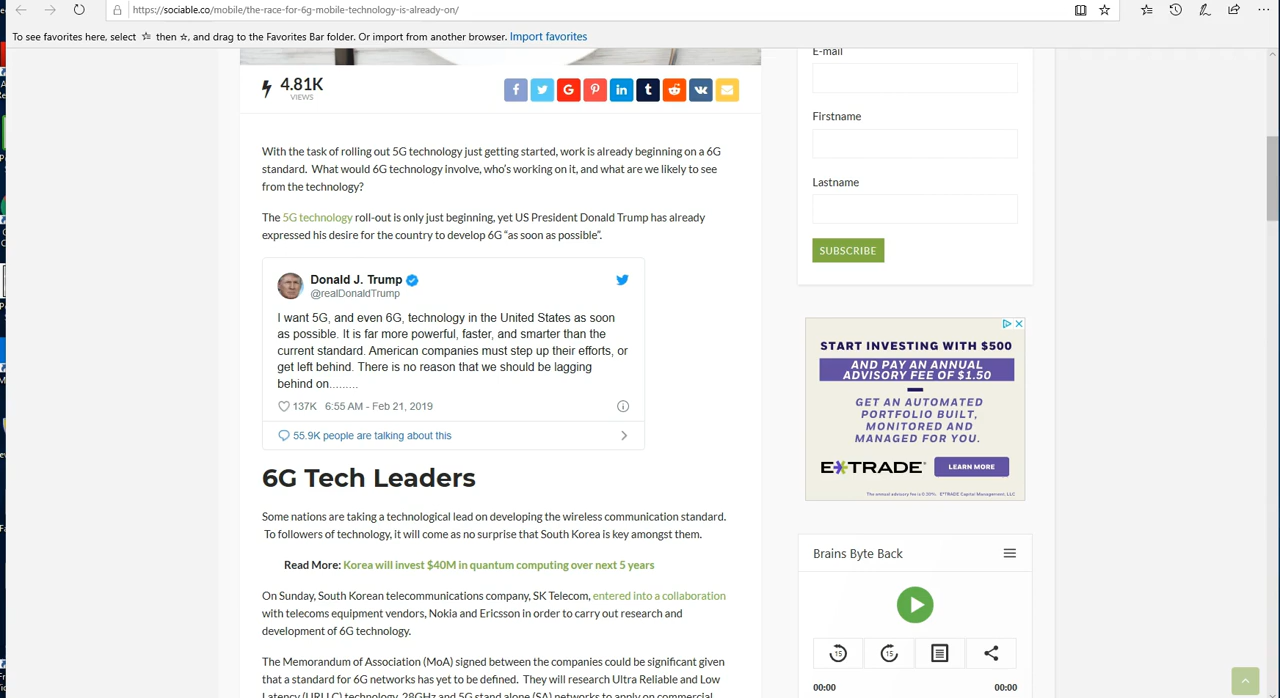 https://sociable.co/mobile/the-race-for-6g-mobile-technology-is-already-on/
To see favorites here, select ☆ then ☆, and drag to the Favorites Bar folder. Or import from another browser. Import favorites
4.81K
VIEWS
With the task of rolling out 5G technology just getting started, work is already beginning on a 6G
standard. What would 6G technology involve, who's working on it, and what are we likely to see
from the technology?
The 5G technology roll-out is only just beginning, yet US President Donald Trump has already
expressed his desire for the country to develop 6G "as soon as possible".
Donald J. Trump
@realDonaldTrump
I want 5G, and even 6G, technology in the United States as soon
as possible. It is far more powerful, faster, and smarter than the
current standard. American companies must step up their efforts, or
get left behind. There is no reason that we should be lagging
behind on.........
137K 6:55 AM - Feb 21, 2019
55.9K people are talking about this
6G Tech Leaders
Some nations are taking a technological lead on developing the wireless communication standard.
To followers of technology, it will come as no surprise that South Korea is key amongst them.
Read More: Korea will invest $40M in quantum computing over next 5 years
On Sunday, South Korean telecommunications company, SK Telecom, entered into a collaboration
with telecoms equipment vendors, Nokia and Ericsson in order to carry out research and
development of 6G technology.
The Memorandum of Association (MoA) signed between the companies could be significant given
that a standard for 6G networks has yet to be defined. They will research Ultra Reliable and Low
Latency (URLLC) technology, 28GHz and 5G stand alone (SA) networks to apply on commercial
E-mail
Firstname
Lastname
SUBSCRIBE
START INVESTING WITH $500
AND PAY AN ANNUAL
ADVISORY FEE OF $1.50
GET AN AUTOMATED
PORTFOLIO BUILT,
MONITORED AND
MANAGED FOR YOU.
E*TRADE
LEARN MORE
Brains Byte Back
15 15
00:00 00:00